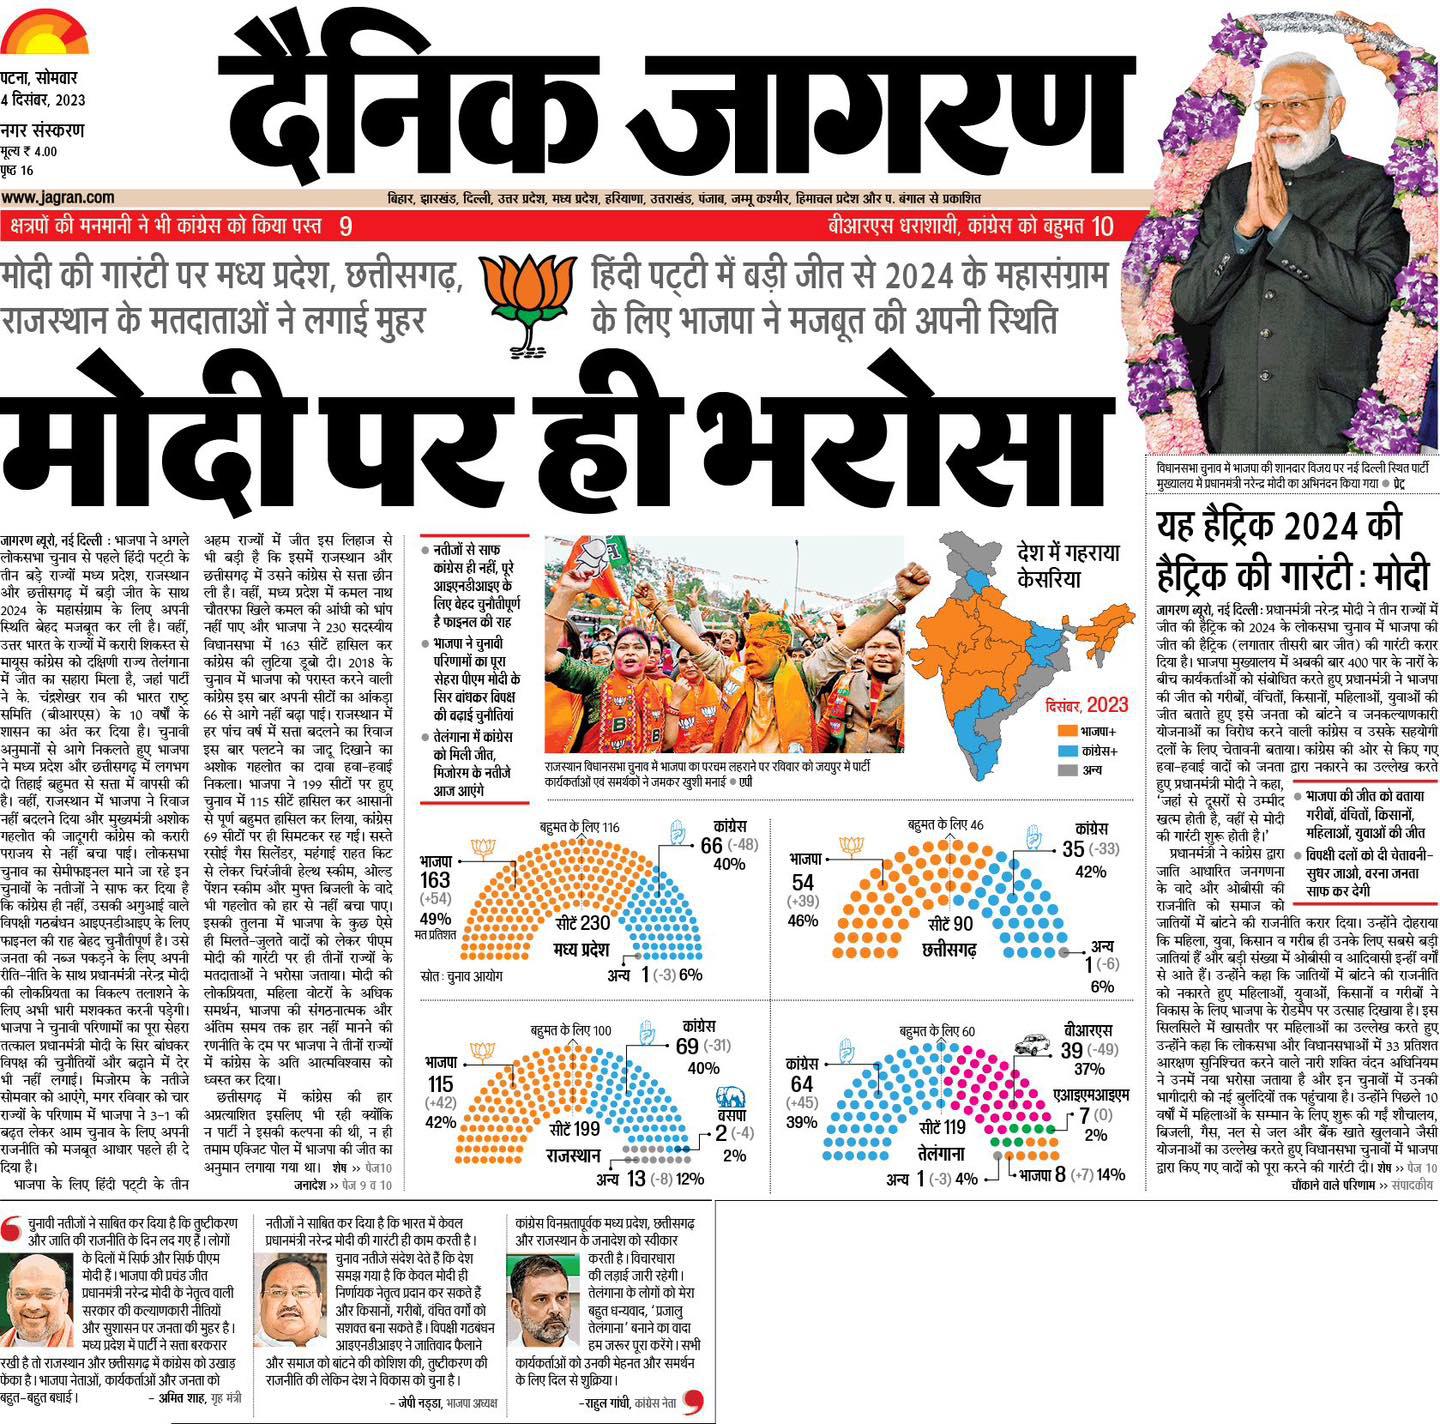 पटना, सोमवार
4 दिसंबर, 2023
नगर संस्करण
मूल्य ₹ 4.00
पृष्ठ 16
दैनिक जागरण
www.jagran.com
बिहार, झारखंड, दिल्ली, उत्तर प्रदेश, मध्य प्रदेश, हरियाणा, उत्तराखंड, पंजाब, जम्मू कश्मीर, हिमाचल प्रदेश और प. बंगाल से प्रकाशित
क्षत्रपों की मनमानी ने भी कांग्रेस को किया पस्त 9
बीआरएस धराशायी, कांग्रेस को बहुमत 10
मोदी की गारंटी पर मध्य प्रदेश, छत्तीसगढ़,
राजस्थान के मतदाताओं ने लगाई मुहर
हिंदी पट्टी में बड़ी जीत से 2024 के महासंग्राम
के लिए भाजपा ने मजबूत की अपनी स्थिति
मोदी पर ही भरोसा
विधानसभा चुनाव में भाजपा की शानदार विजय पर नई दिल्ली स्थित पार्टी
मुख्यालय में प्रधानमंत्री नरेन्द्र मोदी का अभिनंदन किया गया ● प्रेट्र
जागरण ब्यूरो, नई दिल्ली : भाजपा ने अगले
लोकसभा चुनाव से पहले हिंदी पट्टी के
तीन बड़े राज्यों मध्य प्रदेश, राजस्थान
और छत्तीसगढ़ में बड़ी जीत के साथ
2024 के महासंग्राम के लिए अपनी
स्थिति बेहद मजबूत कर ली है। वहीं,
उत्तर भारत के राज्यों में करारी शिकस्त से
मायूस कांग्रेस को दक्षिणी राज्य तेलंगाना
में जीत का सहारा मिला है, जहां पार्टी
ने के. चंद्रशेखर राव की भारत राष्ट्र
समिति (बीआरएस) के 10 वर्षों के
शासन का अंत कर दिया है। चुनावी
अनुमानों से आगे निकलते हुए भाजपा
ने मध्य प्रदेश और छत्तीसगढ़ में लगभग
दो तिहाई बहुमत से सत्ता में वापसी की
है। वहीं, राजस्थान में भाजपा ने रिवाज
नहीं बदलने दिया और मुख्यमंत्री अशोक
गहलोत की जादूगरी कांग्रेस को करारी
पराजय से नहीं बचा पाई। लोकसभा
चुनाव का सेमीफाइनल माने जा रहे इन
चुनावों के नतीजों ने साफ कर दिया है
कि कांग्रेस ही नहीं, उसकी अगुआई वाले
विपक्षी गठबंधन आइएनडीआइए के लिए
फाइनल की राह बेहद चुनौतीपूर्ण है। उसे
जनता की नब्ज पकड़ने के लिए अपनी
रीति-नीति के साथ प्रधानमंत्री नरेन्द्र मोदी
की लोकप्रियता का विकल्प तलाशने के
लिए अभी भारी मशक्कत करनी पड़ेगी।
भाजपा ने चुनावी परिणामों का पूरा सेहरा
तत्काल प्रधानमंत्री मोदी के सिर बांधकर
विपक्ष की चुनौतियों और बढ़ाने में देर
भी नहीं लगाई। मिजोरम के नतीजे
सोमवार को आएंगे, मगर रविवार को चार
राज्यों के परिणाम में भाजपा ने 3-1 की
बढ़त लेकर आम चुनाव के लिए अपनी
राजनीति को मजबूत आधार पहले ही दे
दिया है।
भाजपा के लिए हिंदी पट्टी के तीन
अहम राज्यों में जीत इस लिहाज से
भी बड़ी है कि इसमें राजस्थान और
छत्तीसगढ़ में उसने कांग्रेस से सत्ता छीन
ली है। वहीं, मध्य प्रदेश में कमल नाथ
चौतरफा खिले कमल की आंधी को भांप
नहीं पाए और भाजपा ने 230 सदस्यीय
विधानसभा में 163 सीटें हासिल कर
कांग्रेस की लुटिया डूबो दी। 2018 के
चुनाव में भाजपा को परास्त करने वाली
कांग्रेस इस बार अपनी सीटों का आंकड़ा
66 से आगे नहीं बढ़ा पाई। राजस्थान में
हर पांच वर्ष में सत्ता बदलने का रिवाज
इस बार पलटने का जादू दिखाने का
अशोक गहलोत का दावा हवा-हवाई
निकला। भाजपा ने 199 सीटों पर हुए
चुनाव में 115 सीटें हासिल कर आसानी
से पूर्ण बहुमत हासिल कर लिया, कांग्रेस
69 सीटों पर ही सिमटकर रह गई। सस्ते
रसोई गैस सिलेंडर, महंगाई राहत किट
से लेकर चिरंजीवी हेल्थ स्कीम, ओल्ड
पेंशन स्कीम और मुफ्त बिजली के वादे
भी गहलोत को हार से नहीं बचा पाए।
इसकी तुलना में भाजपा के कुछ ऐसे
ही मिलते-जुलते वादों को लेकर पीएम
मोदी की गारंटी पर ही तीनों राज्यों के
मतदाताओं ने भरोसा जताया। मोदी की
लोकप्रियता, महिला वोटरों के अधिक
समर्थन, भाजपा की संगठनात्मक और
अंतिम समय तक हार नहीं मानने की
रणनीति के दम पर भाजपा ने तीनों राज्यों
में कांग्रेस के अति आत्मविश्वास को
ध्वस्त कर दिया।
छत्तीसगढ़ में कांग्रेस की हार
अप्रत्याशित इसलिए भी रही क्योंकि
न पार्टी ने इसकी कल्पना की थी, न ही
तमाम एक्जिट पोल में भाजपा की जीत का
अनुमान लगाया गया था। शेष ›› पेज10
जनादेश ›› पेज 9 व 10
● नतीजों से साफ
कांग्रेस ही नहीं, पूरे
आइएनडीआइए के
लिए बेहद चुनौतीपूर्ण
है फाइनल की राह
● भाजपा ने चुनावी
परिणामों का पूरा
सेहरा पीएम मोदी के
सिर बांधकर विपक्ष
की बढ़ाई चुनौतियां
● तेलंगाना में कांग्रेस
को मिली जीत,
मिजोरम के नतीजे
आज आएंगे
राजस्थान विधानसभा चुनाव में भाजपा का परचम लहराने पर रविवार को जयपुर में पार्टी
कार्यकर्ताओं एवं समर्थकों ने जमकर खुशी मनाई ● एपी
देश में गहराया
केसरिया
दिसंबर, 2023
भाजपा+
कांग्रेस+
अन्य
बहुमत के लिए 116
भाजपा
163
(+54)
49%
मत प्रतिशत
कांग्रेस
66 (-48)
40%
सीटें 230
मध्य प्रदेश
अन्य 1 (-3) 6%
स्रोत : चुनाव आयोग
बहुमत के लिए 46
भाजपा
54
(+39)
46%
कांग्रेस
35 (-33)
42%
सीटें 90
छत्तीसगढ़
अन्य
1 (-6)
6%
बहुमत के लिए 100
भाजपा
115
(+42)
42%
कांग्रेस
69 (-31)
40%
बसपा
2 (-4)
2%
सीटें 199
राजस्थान
अन्य 13 (-8) 12%
बहुमत के लिए 60
कांग्रेस
64
(+45)
39%
बीआरएस
39 (-49)
37%
एआइएमआइएम
7 (0)
2%
सीटें 119
तेलंगाना
अन्य 1 (-3) 4%
भाजपा 8 (+7) 14%
यह हैट्रिक 2024 की
हैट्रिक की गारंटी : मोदी
जागरण ब्यूरो, नई दिल्ली : प्रधानमंत्री नरेन्द्र मोदी ने तीन राज्यों में
जीत की हैट्रिक को 2024 के लोकसभा चुनाव में भाजपा की
जीत की हैट्रिक (लगातार तीसरी बार जीत) की गारंटी करार
दिया है। भाजपा मुख्यालय में अबकी बार 400 पार के नारों के
बीच कार्यकर्ताओं को संबोधित करते हुए प्रधानमंत्री ने भाजपा
की जीत को गरीबों, वंचितों, किसानों, महिलाओं, युवाओं की
जीत बताते हुए इसे जनता को बांटने व जनकल्याणकारी
योजनाओं का विरोध करने वाली कांग्रेस व उसके सहयोगी
दलों के लिए चेतावनी बताया। कांग्रेस की ओर से किए गए
हवा-हवाई वादों को जनता द्वारा नकारने का उल्लेख करते
हुए प्रधानमंत्री मोदी ने कहा,
‘जहां से दूसरों से उम्मीद
खत्म होती है, वहीं से मोदी
की गारंटी शुरू होती है।’
प्रधानमंत्री ने कांग्रेस द्वारा
जाति आधारित जनगणना
के वादे और ओबीसी की
राजनीति को समाज को
● भाजपा की जीत को बताया
गरीबों, वंचितों, किसानों,
महिलाओं, युवाओं की जीत
● विपक्षी दलों को दी चेतावनी-
सुधर जाओ, वरना जनता
साफ कर देगी
जातियों में बांटने की राजनीति करार दिया। उन्होंने दोहराया
कि महिला, युवा, किसान व गरीब ही उनके लिए सबसे बड़ी
जातियां हैं और बड़ी संख्या में ओबीसी व आदिवासी इन्हीं वर्गों
से आते हैं। उन्होंने कहा कि जातियों में बांटने की राजनीति
को नकारते हुए महिलाओं, युवाओं, किसानों व गरीबों ने
विकास के लिए भाजपा के रोडमैप पर उत्साह दिखाया है। इस
सिलसिले में खासतौर पर महिलाओं का उल्लेख करते हुए
उन्होंने कहा कि लोकसभा और विधानसभाओं में 33 प्रतिशत
आरक्षण सुनिश्चित करने वाले नारी शक्ति वंदन अधिनियम
ने उनमें नया भरोसा जताया है और इन चुनावों में उनकी
भागीदारी को नई बुलंदियों तक पहुंचाया है। उन्होंने पिछले 10
वर्षों में महिलाओं के सम्मान के लिए शुरू की गईं शौचालय,
बिजली, गैस, नल से जल और बैंक खाते खुलवाने जैसी
योजनाओं का उल्लेख करते हुए विधानसभा चुनावों में भाजपा
द्वारा किए गए वादों को पूरा करने की गारंटी दी। शेष ›› पेज 10
चौंकाने वाले परिणाम ›› संपादकीय
चुनावी नतीजों ने साबित कर दिया है कि तुष्टीकरण
और जाति की राजनीति के दिन लद गए हैं। लोगों
के दिलों में सिर्फ और सिर्फ पीएम
मोदी हैं। भाजपा की प्रचंड जीत
प्रधानमंत्री नरेन्द्र मोदी के नेतृत्व वाली
सरकार की कल्याणकारी नीतियों
और सुशासन पर जनता की मुहर है।
मध्य प्रदेश में पार्टी ने सत्ता बरकरार
रखी है तो राजस्थान और छत्तीसगढ़ में कांग्रेस को उखाड़
फेंका है। भाजपा नेताओं, कार्यकर्ताओं और जनता को
बहुत-बहुत बधाई। - अमित शाह, गृह मंत्री
नतीजों ने साबित कर दिया है कि भारत में केवल
प्रधानमंत्री नरेन्द्र मोदी की गारंटी ही काम करती है।
चुनाव नतीजे संदेश देते हैं कि देश
समझ गया है कि केवल मोदी ही
निर्णायक नेतृत्व प्रदान कर सकते हैं
और किसानों, गरीबों, वंचित वर्गों को
सशक्त बना सकते हैं। विपक्षी गठबंधन
आइएनडीआइए ने जातिवाद फैलाने
और समाज को बांटने की कोशिश की, तुष्टीकरण की
राजनीति की लेकिन देश ने विकास को चुना है।
- जेपी नड्डा, भाजपा अध्यक्ष
कांग्रेस विनम्रतापूर्वक मध्य प्रदेश, छत्तीसगढ़
और राजस्थान के जनादेश को स्वीकार
करती है। विचारधारा
की लड़ाई जारी रहेगी।
तेलंगाना के लोगों को मेरा
बहुत धन्यवाद, ‘प्रजालु
तेलंगाना’ बनाने का वादा
हम जरूर पूरा करेंगे। सभी
कार्यकर्ताओं को उनकी मेहनत और समर्थन
के लिए दिल से शुक्रिया।
-राहुल गांधी, कांग्रेस नेता